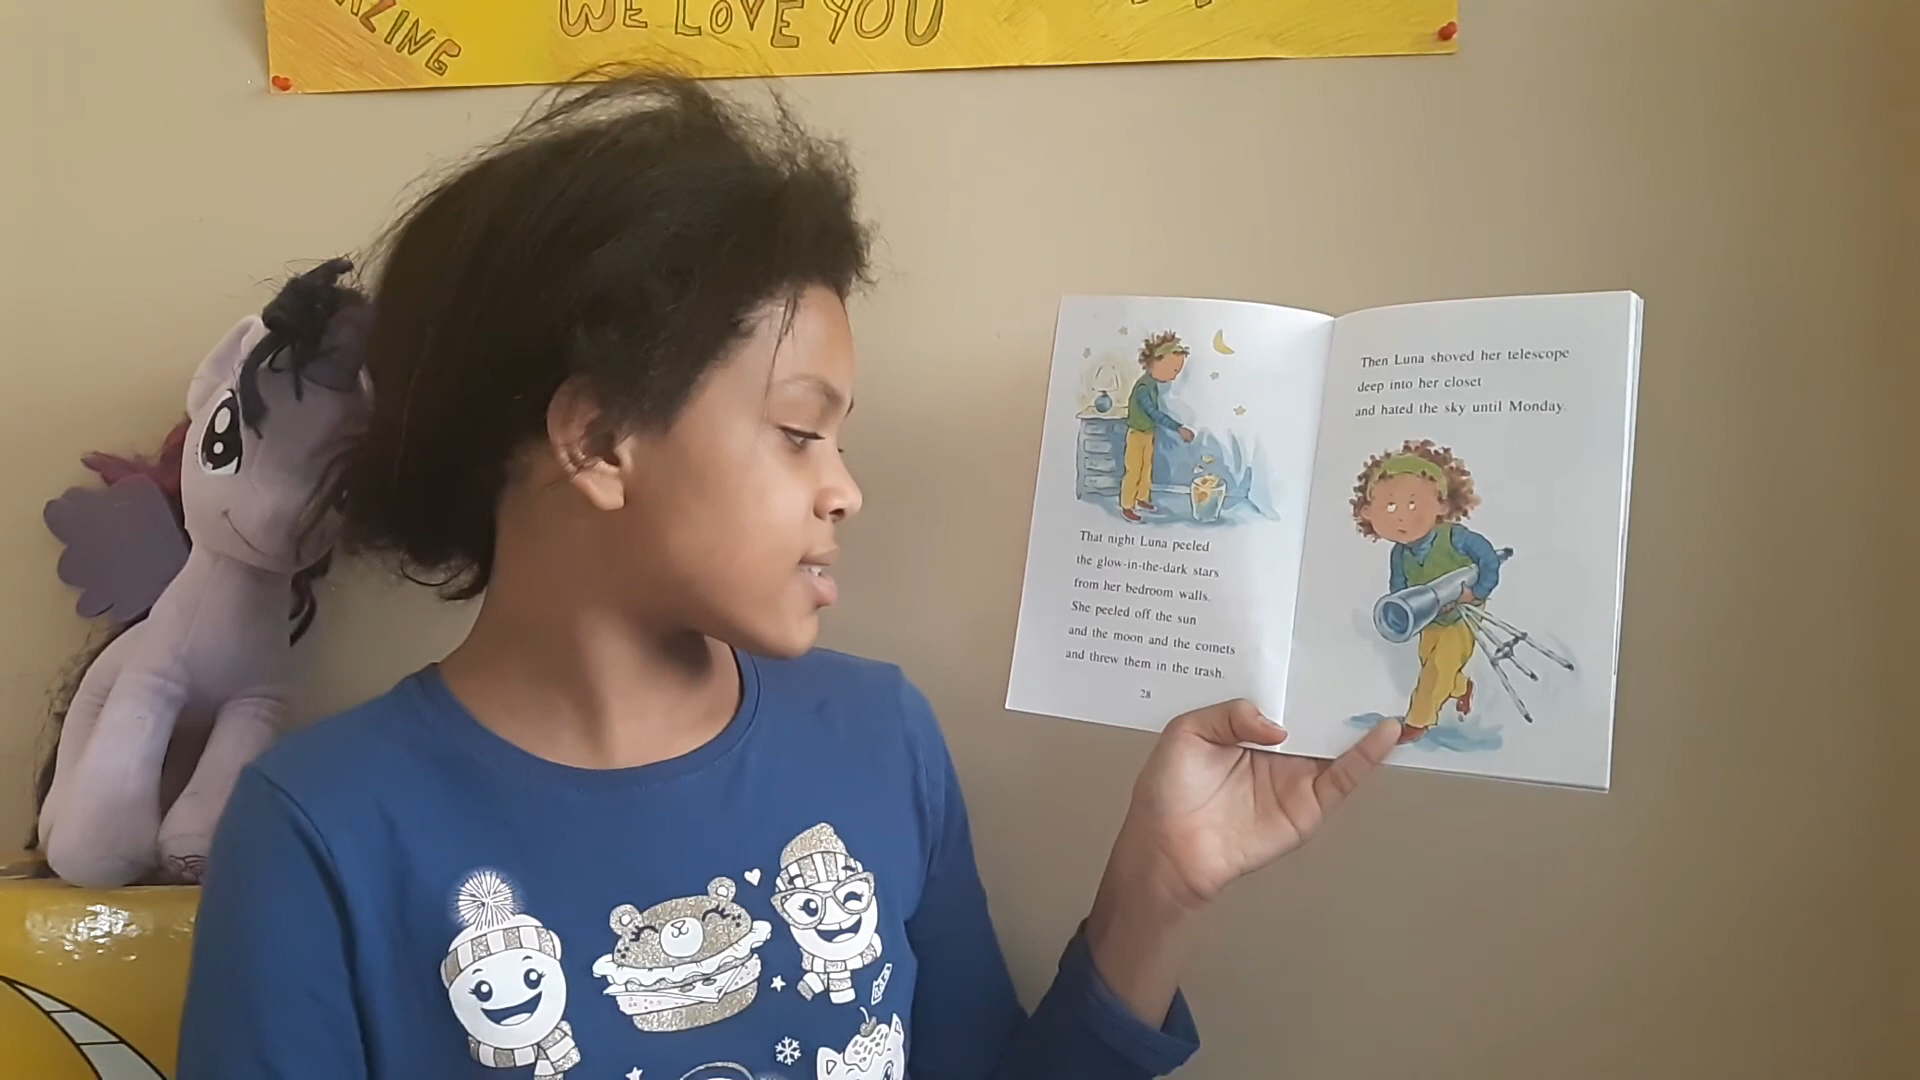 AZING
WE LOVE YOU
That night Luna peeled
the glow-in-the-dark stars
from her bedroom walls.
She peeled off the sun
and the moon and the comets
and threw them in the trash.
28
Then Luna shoved her telescope
deep into her closet
and hated the sky until Monday.